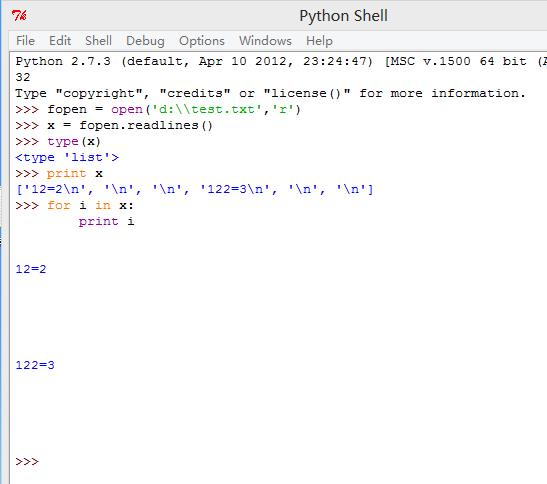 Python Shell
File Edit Shell Debug Options Windows Help
Python 2.7.3 (default, Apr 10 2012, 23:24:47) [MSC v.1500 64 bit (A
32
Type "copyright", "credits" or "license()" for more information.
>>> fopen = open('d:\\test.txt','r')
>>> x = fopen.readlines()
>>> type(x)
<type 'list'>
>>> print x
['12=2\n', '\n', '\n', '122=3\n', '\n', '\n']
>>> for i in x:
        print i
12=2
122=3
>>>